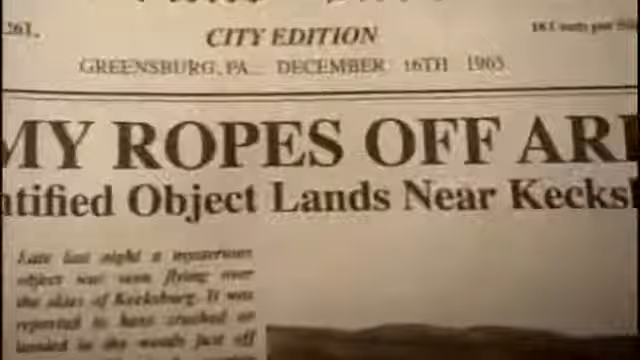 261.
CITY EDITION
GREENSBURG, PA. DECEMBER 16TH 1965
MY ROPES OFF ARE
ntified Object Lands Near Kecks
Late last night a mysterious
object was seen flying over
the skies of Kecksburg. It was
reported to have crashed or
landed in the woods just off